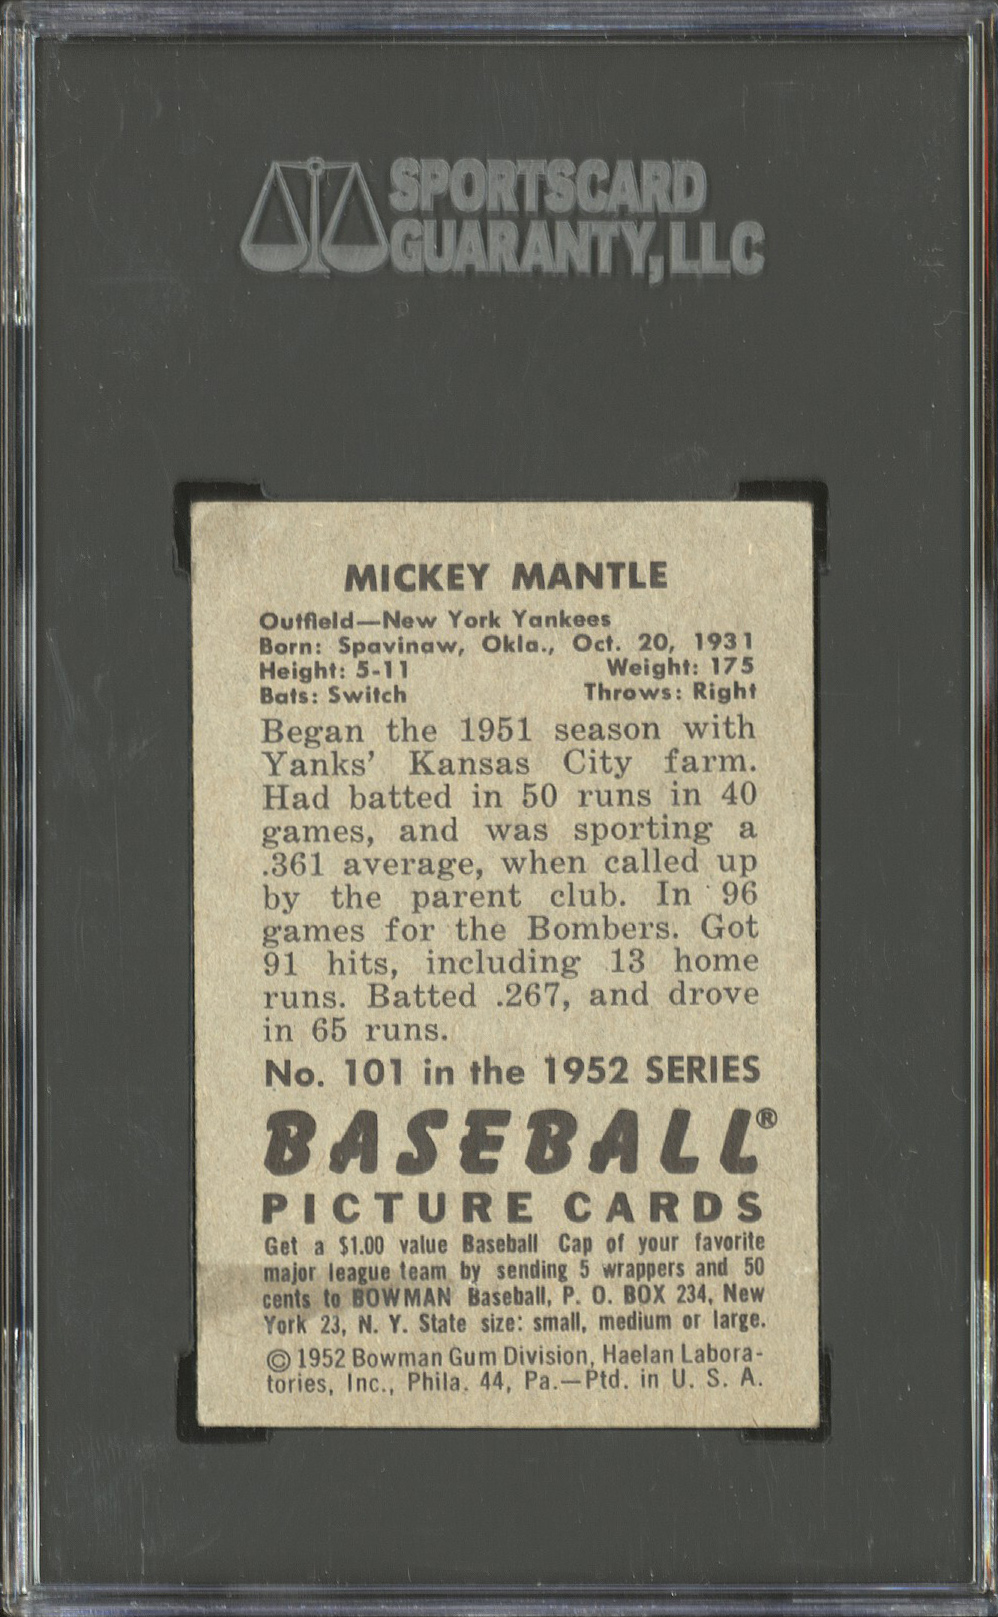 SPORTSCARD
GUARANTY, LLC
MICKEY MANTLE
Outfield—New York Yankees
Born: Spavinaw, Okla., Oct. 20, 1931
Height: 5-11 Weight: 175
Bats: Switch Throws: Right
Began the 1951 season with
Yanks' Kansas City farm.
Had batted in 50 runs in 40
games, and was sporting a
.361 average, when called up
by the parent club. In 96
games for the Bombers. Got
91 hits, including 13 home
runs. Batted .267, and drove
in 65 runs.
No. 101 in the 1952 SERIES
BASEBALL®
PICTURE CARDS
Get a $1.00 value Baseball Cap of your favorite
major league team by sending 5 wrappers and 50
cents to BOWMAN Baseball, P. O. BOX 234, New
York 23, N. Y. State size: small, medium or large.
© 1952 Bowman Gum Division, Haelan Labora-
tories, Inc., Phila. 44, Pa.—Ptd. in U. S. A.